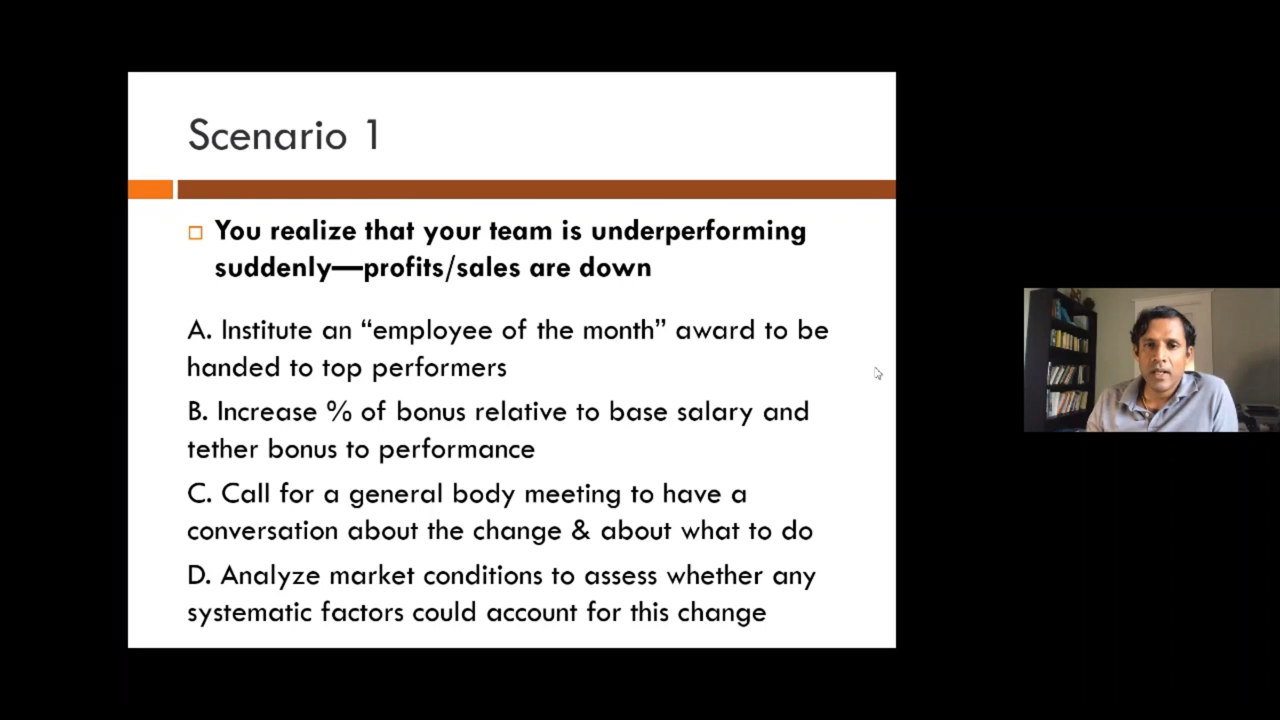 Scenario 1
You realize that your team is underperforming
suddenly—profits/sales are down
A. Institute an “employee of the month” award to be
handed to top performers
B. Increase % of bonus relative to base salary and
tether bonus to performance
C. Call for a general body meeting to have a
conversation about the change & about what to do
D. Analyze market conditions to assess whether any
systematic factors could account for this change